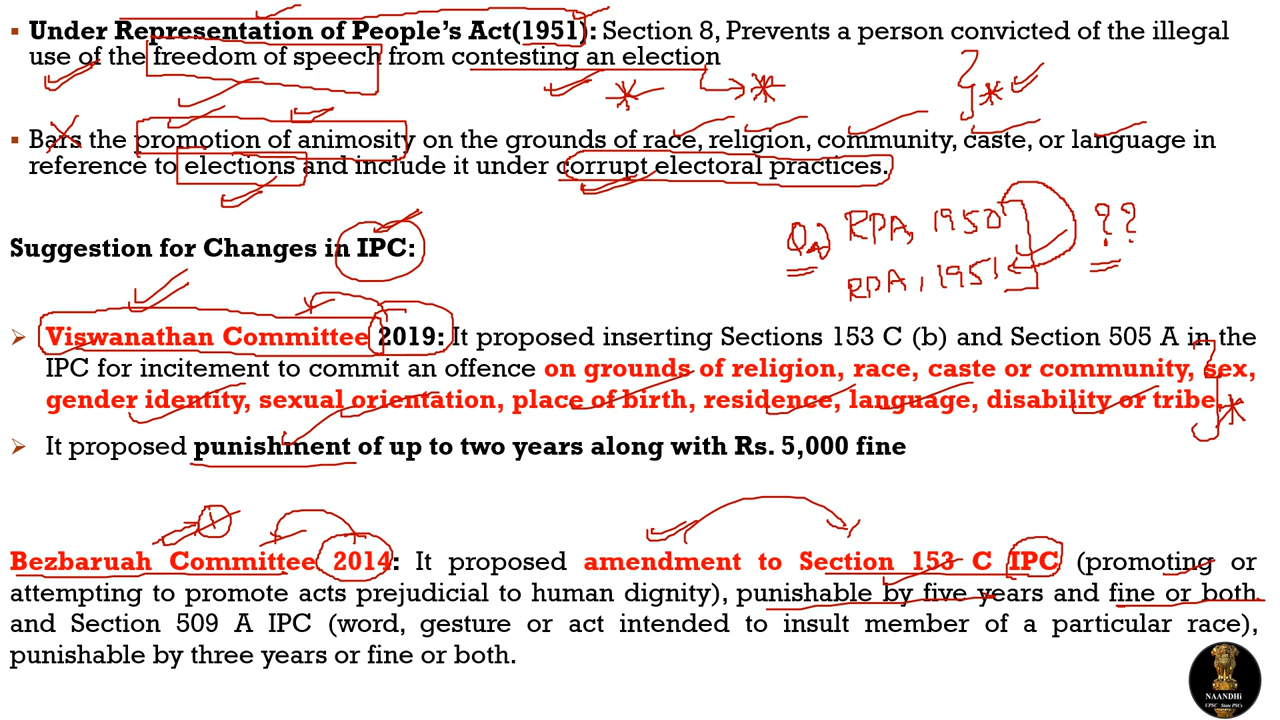 ▪ Under Representation of People's Act(1951): Section 8, Prevents a person convicted of the illegal
use of the freedom of speech from contesting an election
▪ Bars the promotion of animosity on the grounds of race, religion, community, caste, or language in
reference to elections and include it under corrupt electoral practices.
Q RPA, 1950 ??
RPA, 1951
Suggestion for Changes in IPC:
➢ Viswanathan Committee 2019: It proposed inserting Sections 153 C (b) and Section 505 A in the
IPC for incitement to commit an offence on grounds of religion, race, caste or community, sex,
gender identity, sexual orientation, place of birth, residence, language, disability or tribe.
➢ It proposed punishment of up to two years along with Rs. 5,000 fine
Bezbaruah Committee 2014: It proposed amendment to Section 153 C IPC (promoting or
attempting to promote acts prejudicial to human dignity), punishable by five years and fine or both
and Section 509 A IPC (word, gesture or act intended to insult member of a particular race),
punishable by three years or fine or both.
NAANDHi
UPSC State PSCs